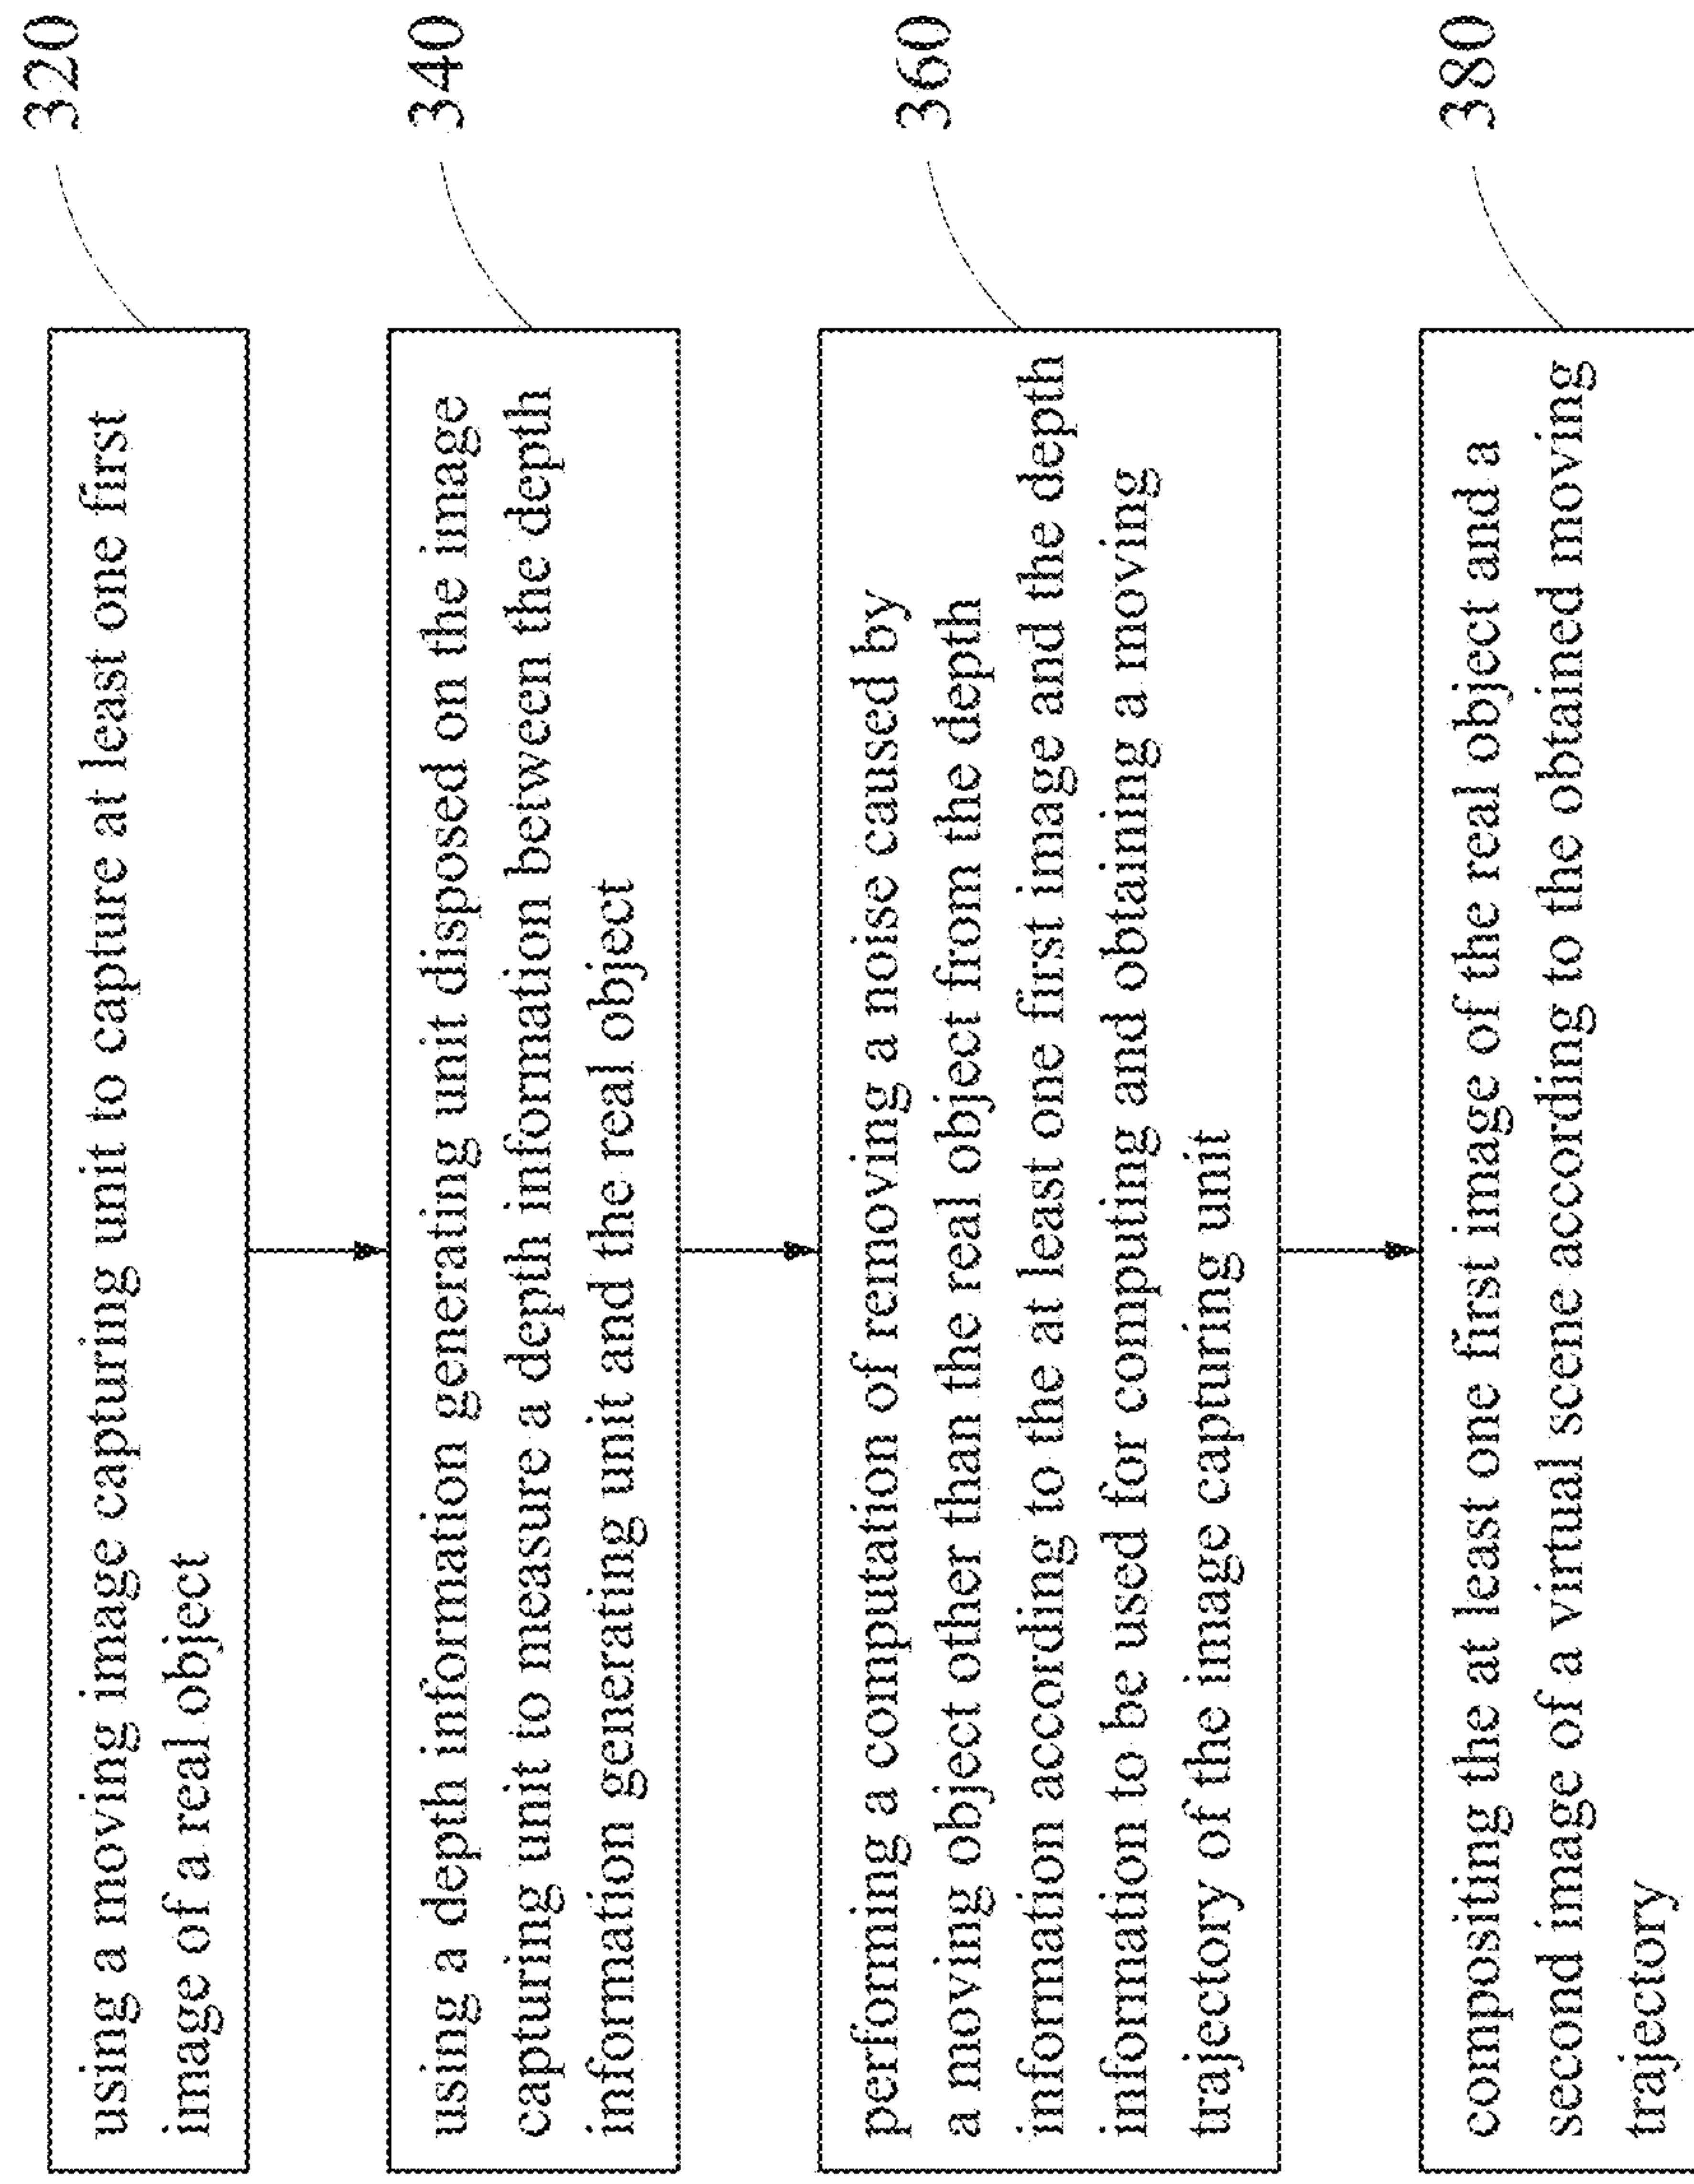 using a moving image capturing unit to capture at least one first
image of a real object
320
using a depth information generating unit disposed on the image
capturing unit to measure a depth information between the depth
information generating unit and the real object
340
performing a computation of removing a noise caused by
a moving object other than the real object from the depth
information according to the at least one first image and the depth
information to be used for computing and obtaining a moving
trajectory of the image capturing unit
360
compositing the at least one first image of the real object and a
second image of a virtual scene according to the obtained moving
trajectory
380